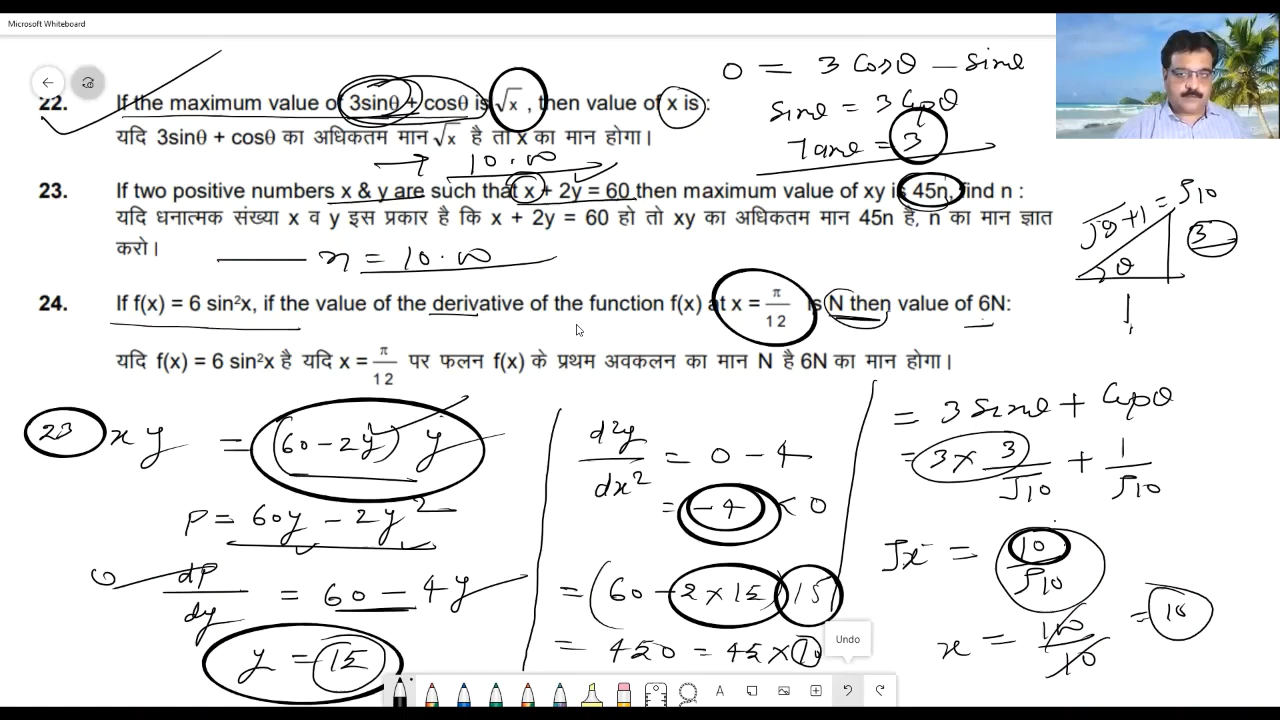 Microsoft Whiteboard
22. If the maximum value of 3sinθ + cosθ is √x , then value of x is :
यदि 3sinθ + cosθ का अधिकतम मान √x है तो x का मान होगा।
→ 10.00
23. If two positive numbers x & y are such that x + 2y = 60 then maximum value of xy is 45n, find n :
यदि धनात्मक संख्या x व y इस प्रकार है कि x + 2y = 60 हो तो xy का अधिकतम मान 45n है, n का मान ज्ञात
करो।
n = 10.00
24. If f(x) = 6 sin²x, if the value of the derivative of the function f(x) at x = π/12 is N then value of 6N:
यदि f(x) = 6 sin²x है यदि x = π/12 पर फलन f(x) के प्रथम अवकलन का मान N है 6N का मान होगा।
0 = 3 Cosθ − Sinθ
Sinθ = 3 Cosθ
Tanθ = 3
√9+1 = √10
3
θ
1
23 xy = (60 − 2y) y
P = 60y − 2y²
dP/dy = 60 − 4y
y = 15
d²y/dx² = 0 − 4
= −4 < 0
= (60 − 2 × 15) 15
= 450 = 45 × 10
= 3 Sinθ + Cosθ
= 3 × 3/√10 + 1/√10
√x = 10/√10
x = 100/10 = 10
Undo
A